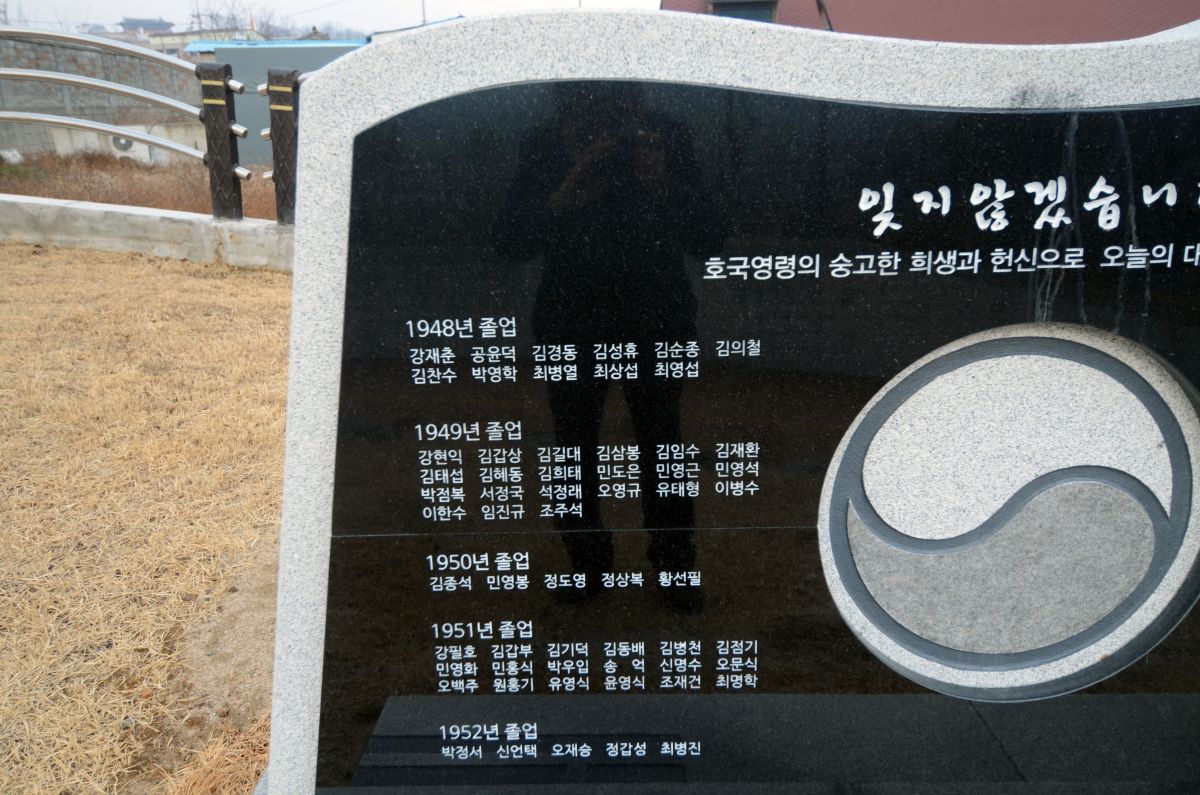 잊지 않겠습니
호국영령의 숭고한 희생과 헌신으로 오늘의 대
1948년 졸업
강재춘 공윤덕 김경동 김성휴 김순종 김의철
김찬수 박영학 최병열 최상섭 최영섭
1949년 졸업
강현익 김갑상 김길대 김삼봉 김임수 김재환
김태섭 김혜동 김희태 민도은 민영근 민영석
박점복 서정국 석정래 오영규 유태형 이병수
이한수 임진규 조주석
1950년 졸업
김종석 민영봉 정도영 정상복 황선필
1951년 졸업
강필호 김갑부 김기덕 김동배 김병천 김점기
민영화 민홍식 박우입 송 억 신명수 오문식
오백주 원홍기 유영식 윤영식 조재건 최명학
1952년 졸업
박정서 신언택 오재승 정갑성 최병진